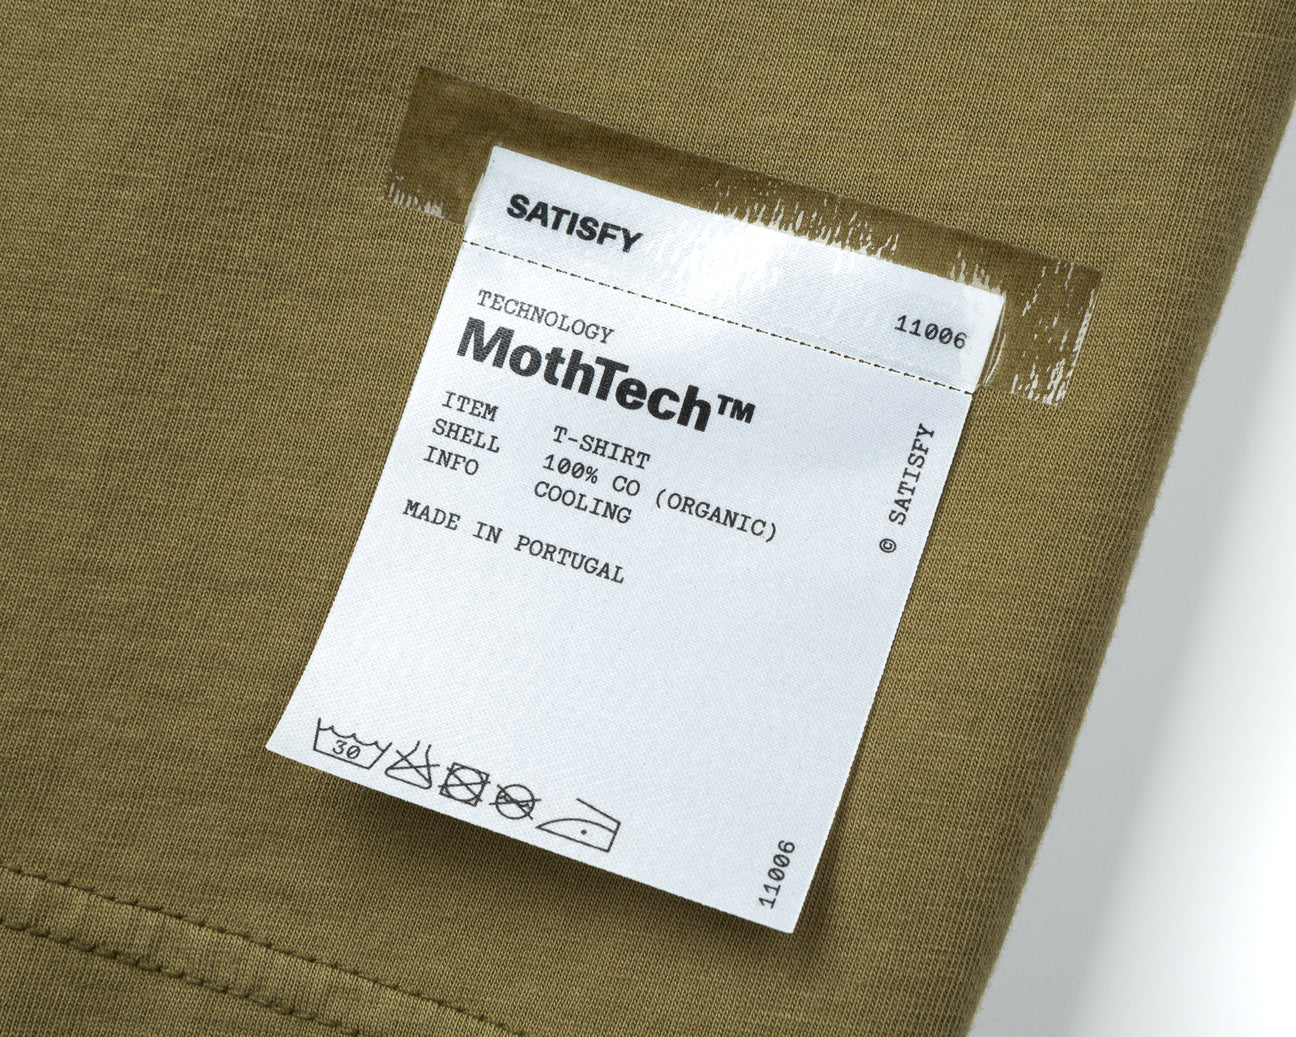 SATISFY
11006
TECHNOLOGY
MothTech™
ITEM T-SHIRT
SHELL 100% CO (ORGANIC)
INFO COOLING
MADE IN PORTUGAL
© SATISFY
30
11006